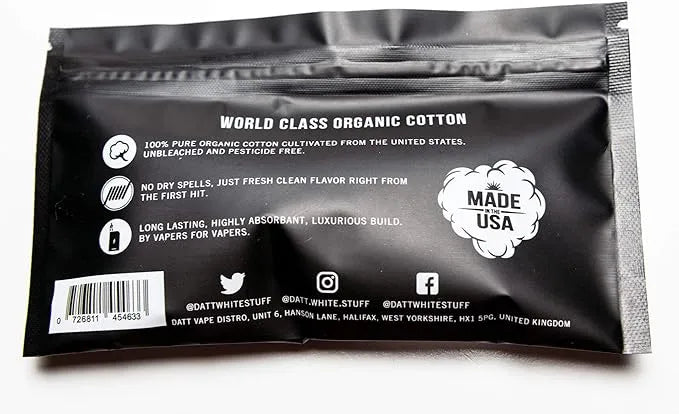 WORLD CLASS ORGANIC COTTON
100% PURE ORGANIC COTTON CULTIVATED FROM THE UNITED STATES.
UNBLEACHED AND PESTICIDE FREE.
NO DRY SPELLS, JUST FRESH CLEAN FLAVOR RIGHT FROM
THE FIRST HIT.
LONG LASTING, HIGHLY ABSORBANT, LUXURIOUS BUILD.
BY VAPERS FOR VAPERS.
MADE
IN THE
USA
@DATTWHITESTUFF @DATT.WHITE.STUFF @DATTWHITESTUFF
0 726811 454633
DATT VAPE DISTRO, UNIT 6, HANSON LANE, HALIFAX, WEST YORKSHIRE, HX1 5PG, UNITED KINGDOM